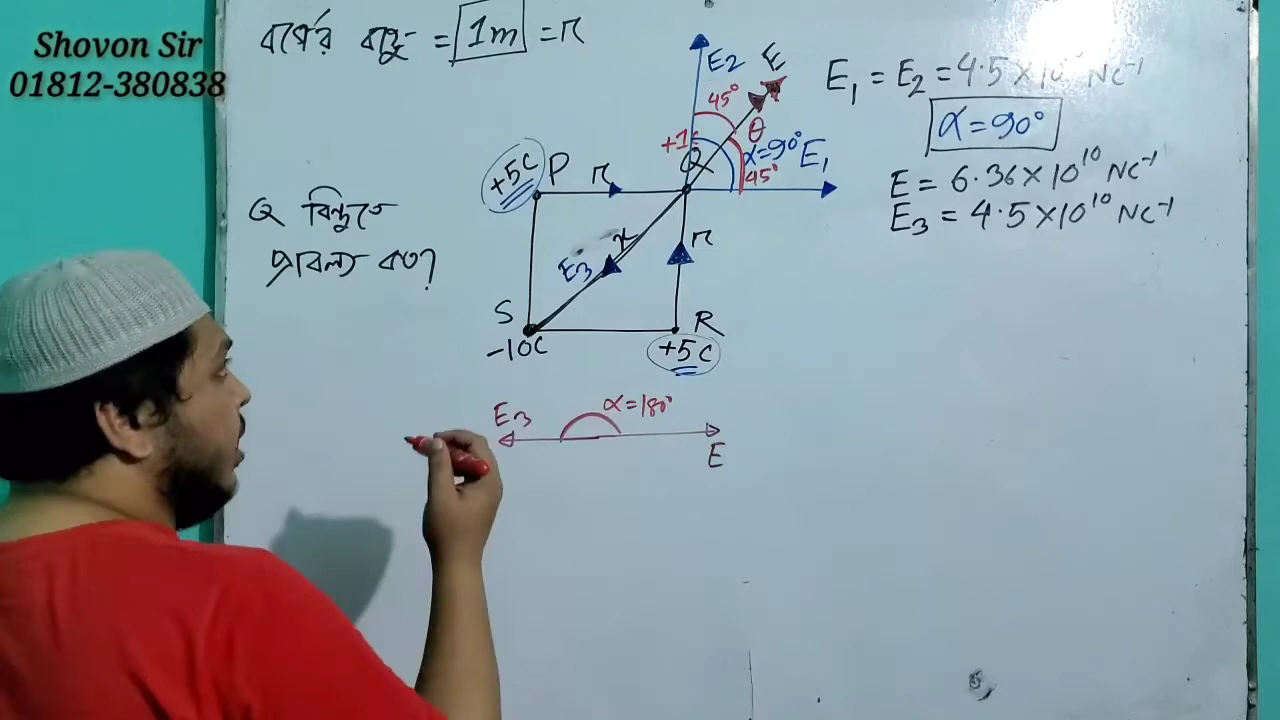 Shovon Sir
01812-380838
বর্গের বাহু = 1m = r
E2
E
45°
θ
+1C
Q
α=90°
E1
45°
E1 = E2 = 4.5×10 NC⁻¹
α=90°
E = 6.36×10¹⁰ NC⁻¹
E3 = 4.5×10¹⁰ NC⁻¹
+5C
P
r
Q বিন্দুতে
প্রাবল্য কত?
x
r
E3
S
R
-10C
+5C
E3
α=180°
E